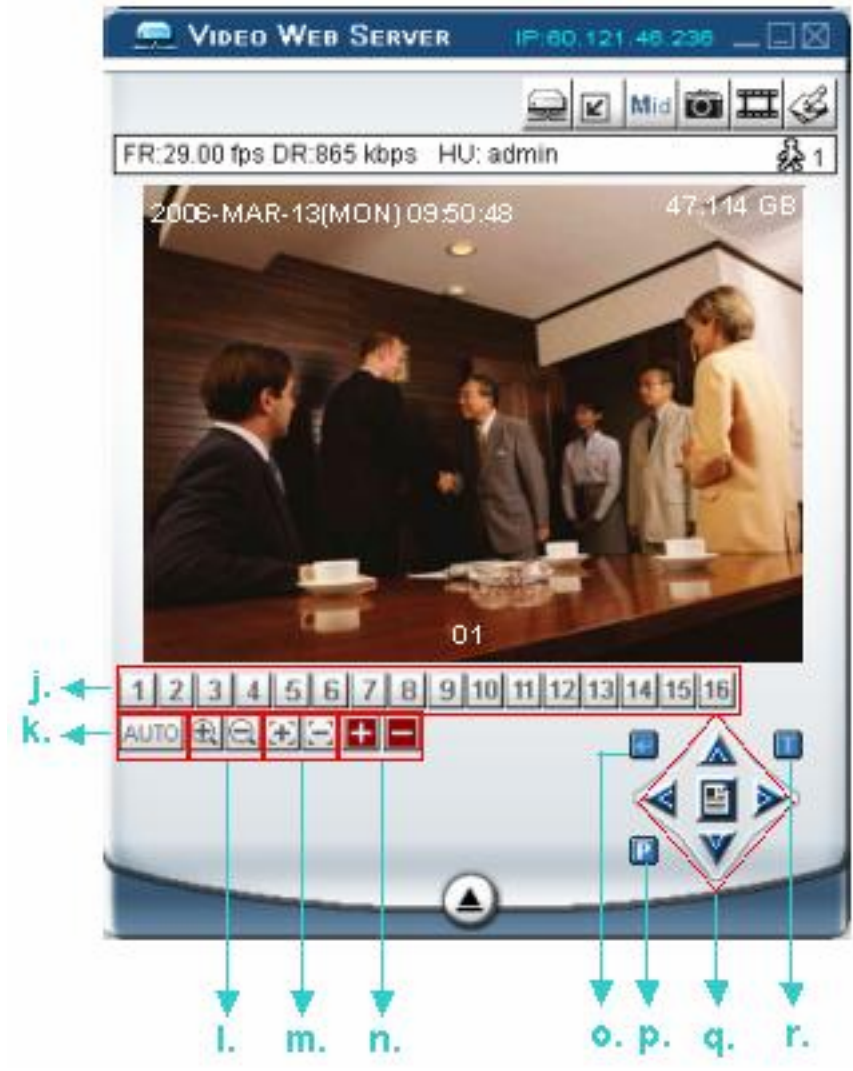 VIDEO WEB SERVER IP:60.121.46.236
Mid
FR:29.00 fps DR:865 kbps HU: admin 1
2006-MAR-13(MON) 09:50:48 47.114 GB
01
j. 1 2 3 4 5 6 7 8 9 10 11 12 13 14 15 16
k. AUTO
P
l. m. n. o. p. q. r.